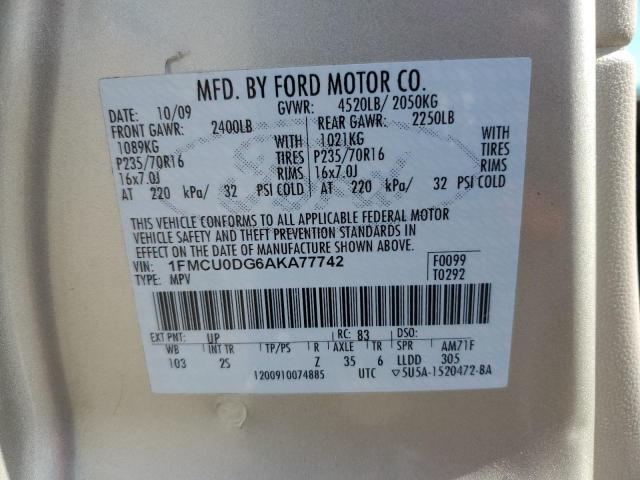 MFD. BY FORD MOTOR CO.
DATE: 10/09 GVWR: 4520LB/ 2050KG
FRONT GAWR: 2400LB REAR GAWR: 2250LB
1089KG WITH 1021KG WITH
P235/70R16 TIRES P235/70R16 TIRES
16x7.0J RIMS 16x7.0J RIMS
AT 220 kPa/ 32 PSI COLD AT 220 kPa/ 32 PSI COLD
THIS VEHICLE CONFORMS TO ALL APPLICABLE FEDERAL MOTOR
VEHICLE SAFETY AND THEFT PREVENTION STANDARDS IN
EFFECT ON THE DATE OF MANUFACTURE SHOWN ABOVE.
VIN: 1FMCU0DG6AKA77742 F0099
TYPE: MPV T0292
EXT PNT: UP RC: 83 DSO:
WB INT TR TP/PS R AXLE TR SPR AM71F
103 2S Z 35 6 LLDD 305
1200910074885 UTC ▽5U5A-1520472-BA